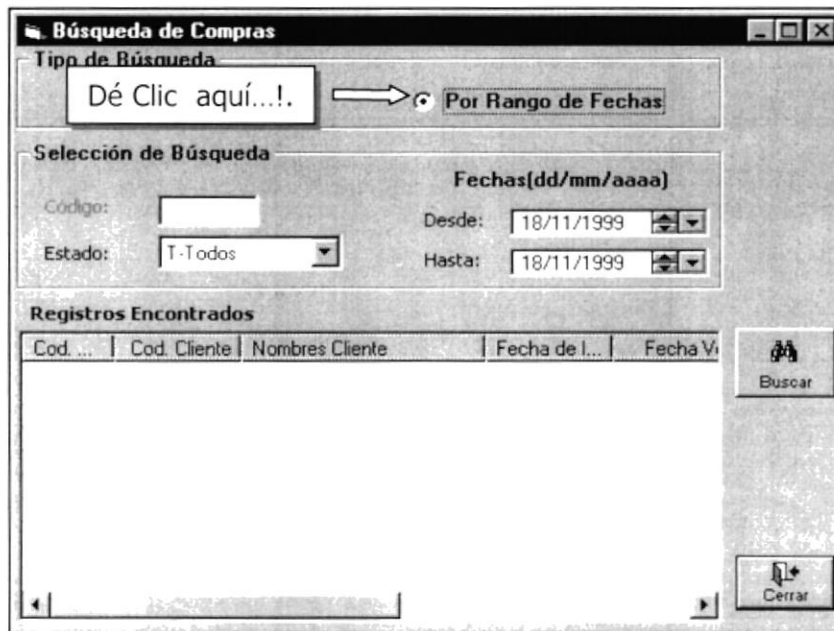 Búsqueda de Compras
Tipo de Búsqueda
Dé Clic aquí...!.
Por Rango de Fechas
Selección de Búsqueda
Fechas(dd/mm/aaaa)
Código:
Desde: 18/11/1999
Estado: T-Todos
Hasta: 18/11/1999
Registros Encontrados
Cod. ... Cod. Cliente Nombres Cliente Fecha de I... Fecha V
Buscar
Cerrar